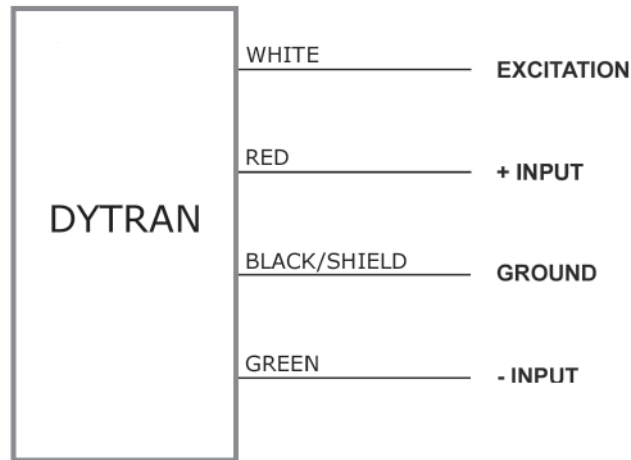 WHITE
EXCITATION
RED
+ INPUT
DYTRAN
BLACK/SHIELD
GROUND
GREEN
- INPUT